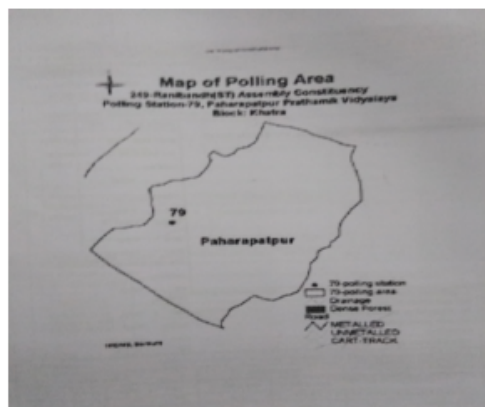 Map of Polling Area
249-Ranibandh(ST) Assembly Constituency
Polling Station-79, Paharapatpur Prathamik Vidyalaya
Block: Khatra
79
Paharapatpur
79-polling station
79-polling area
Drainage
Dense Forest
Road
METALLED
UNMETALLED
CART-TRACK